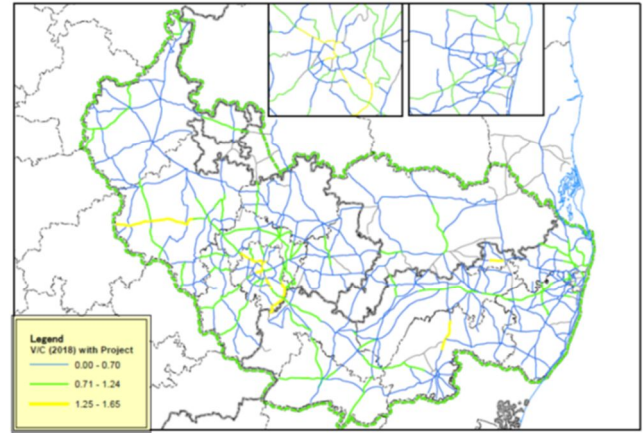 Legend
V/C (2018) with Project
0.00 - 0.70
0.71 - 1.24
1.25 - 1.65